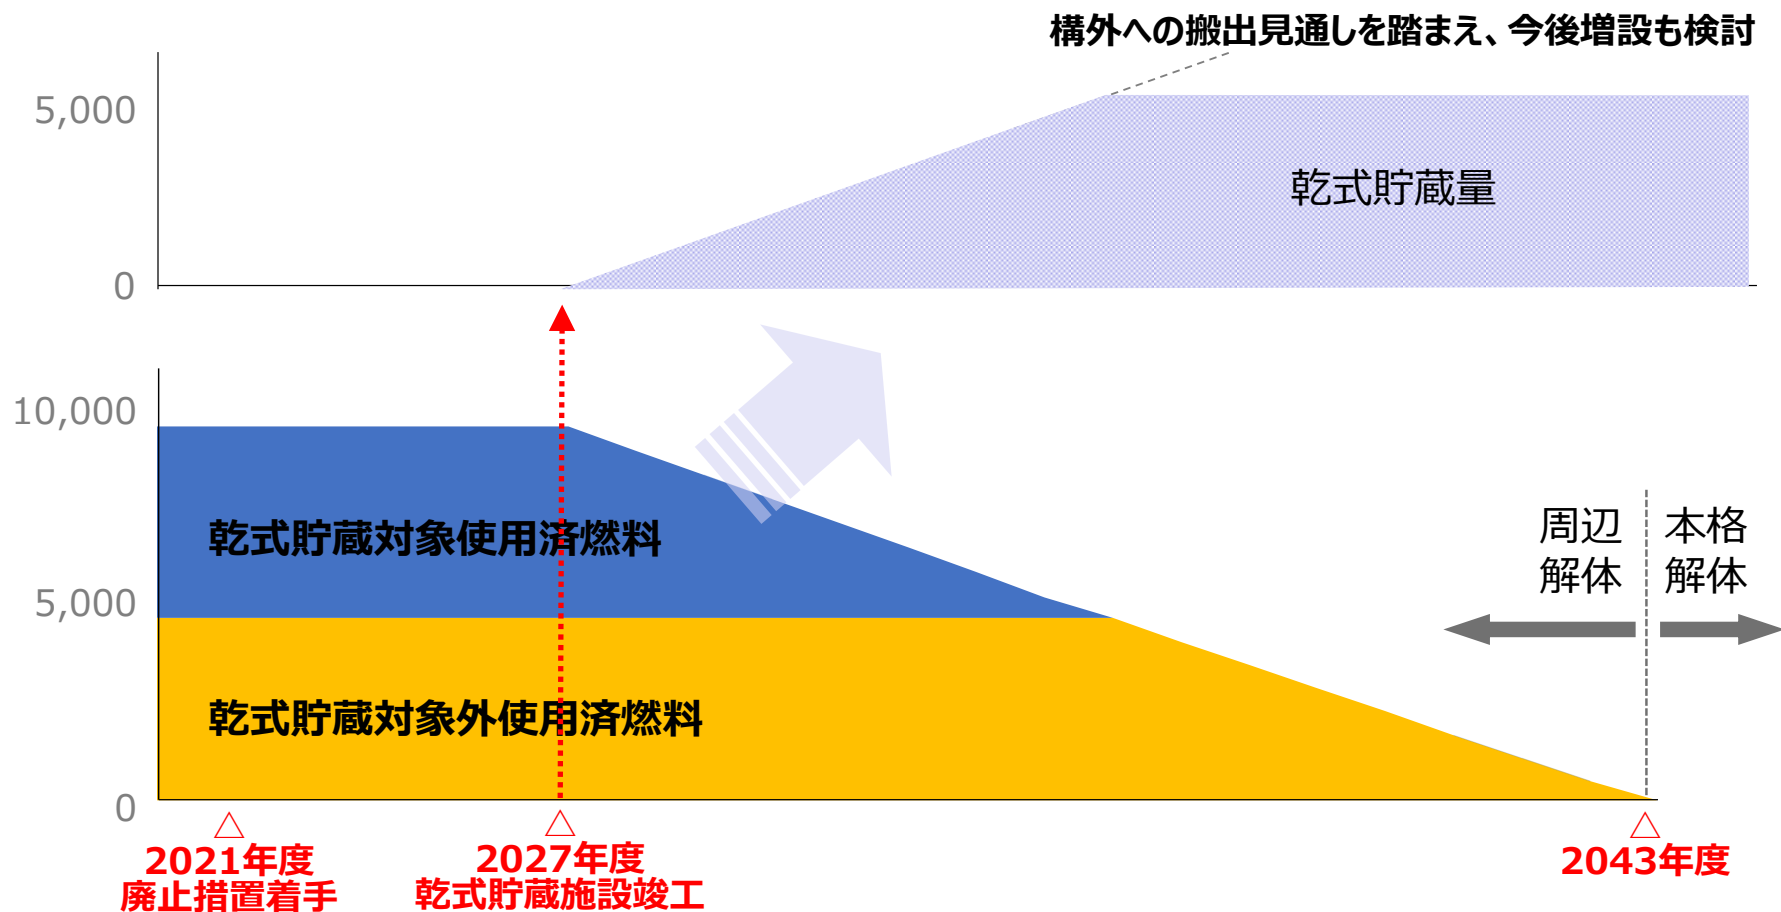 構外への搬出見通しを踏まえ、今後増設も検討
5,000
乾式貯蔵量
0
10,000
乾式貯蔵対象使用済燃料
周辺
解体
本格
解体
5,000
乾式貯蔵対象外使用済燃料
0
2021年度
廃止措置着手
2027年度
乾式貯蔵施設竣工
2043年度